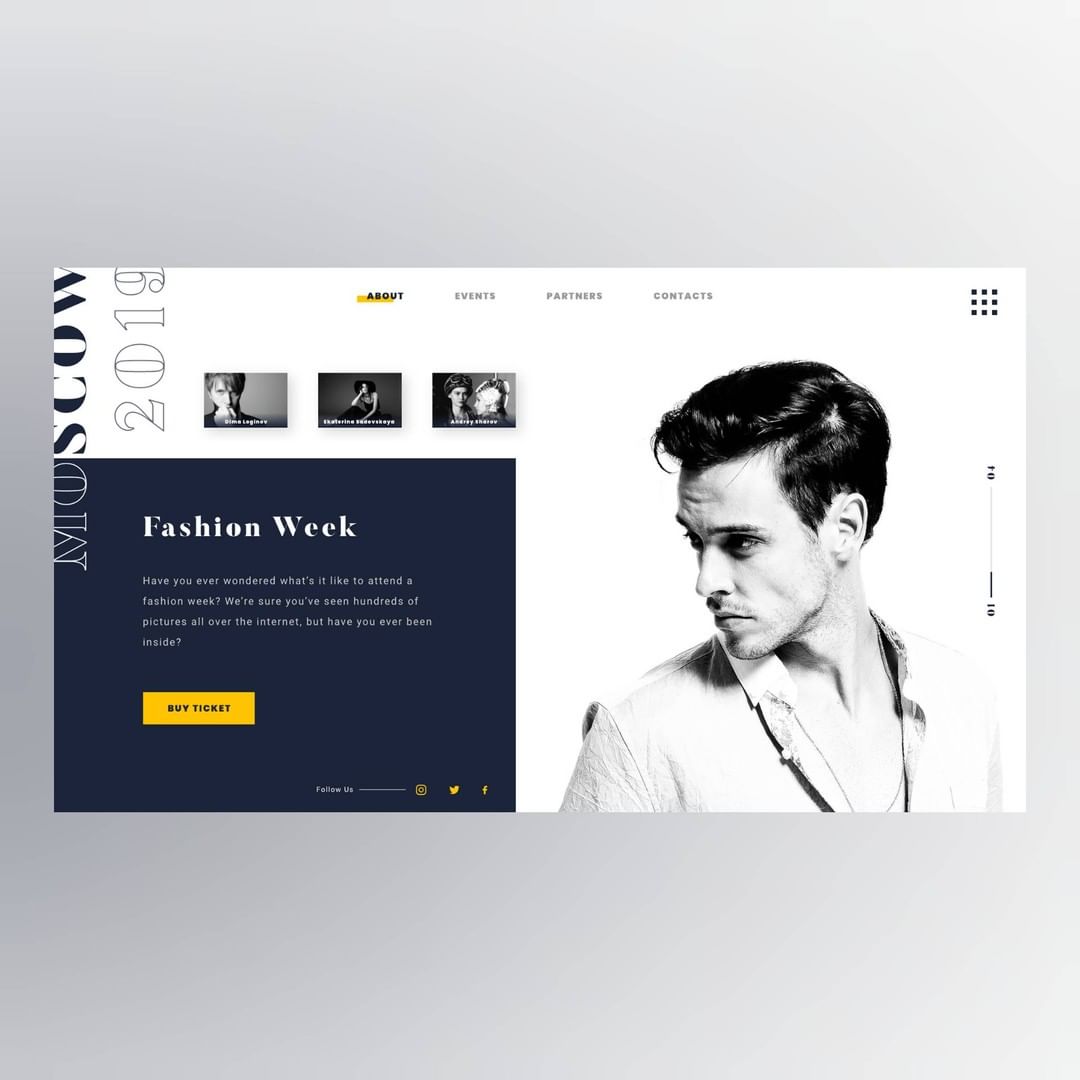 MOSCOW
2019
ABOUT
EVENTS
PARTNERS
CONTACTS
Dima Loginov
Ekaterina Sadovskaya
Andrey Sharov
Fashion Week
Have you ever wondered what's it like to attend a
fashion week? We're sure you've seen hundreds of
pictures all over the internet, but have you ever been
inside?
BUY TICKET
Follow Us
04
01